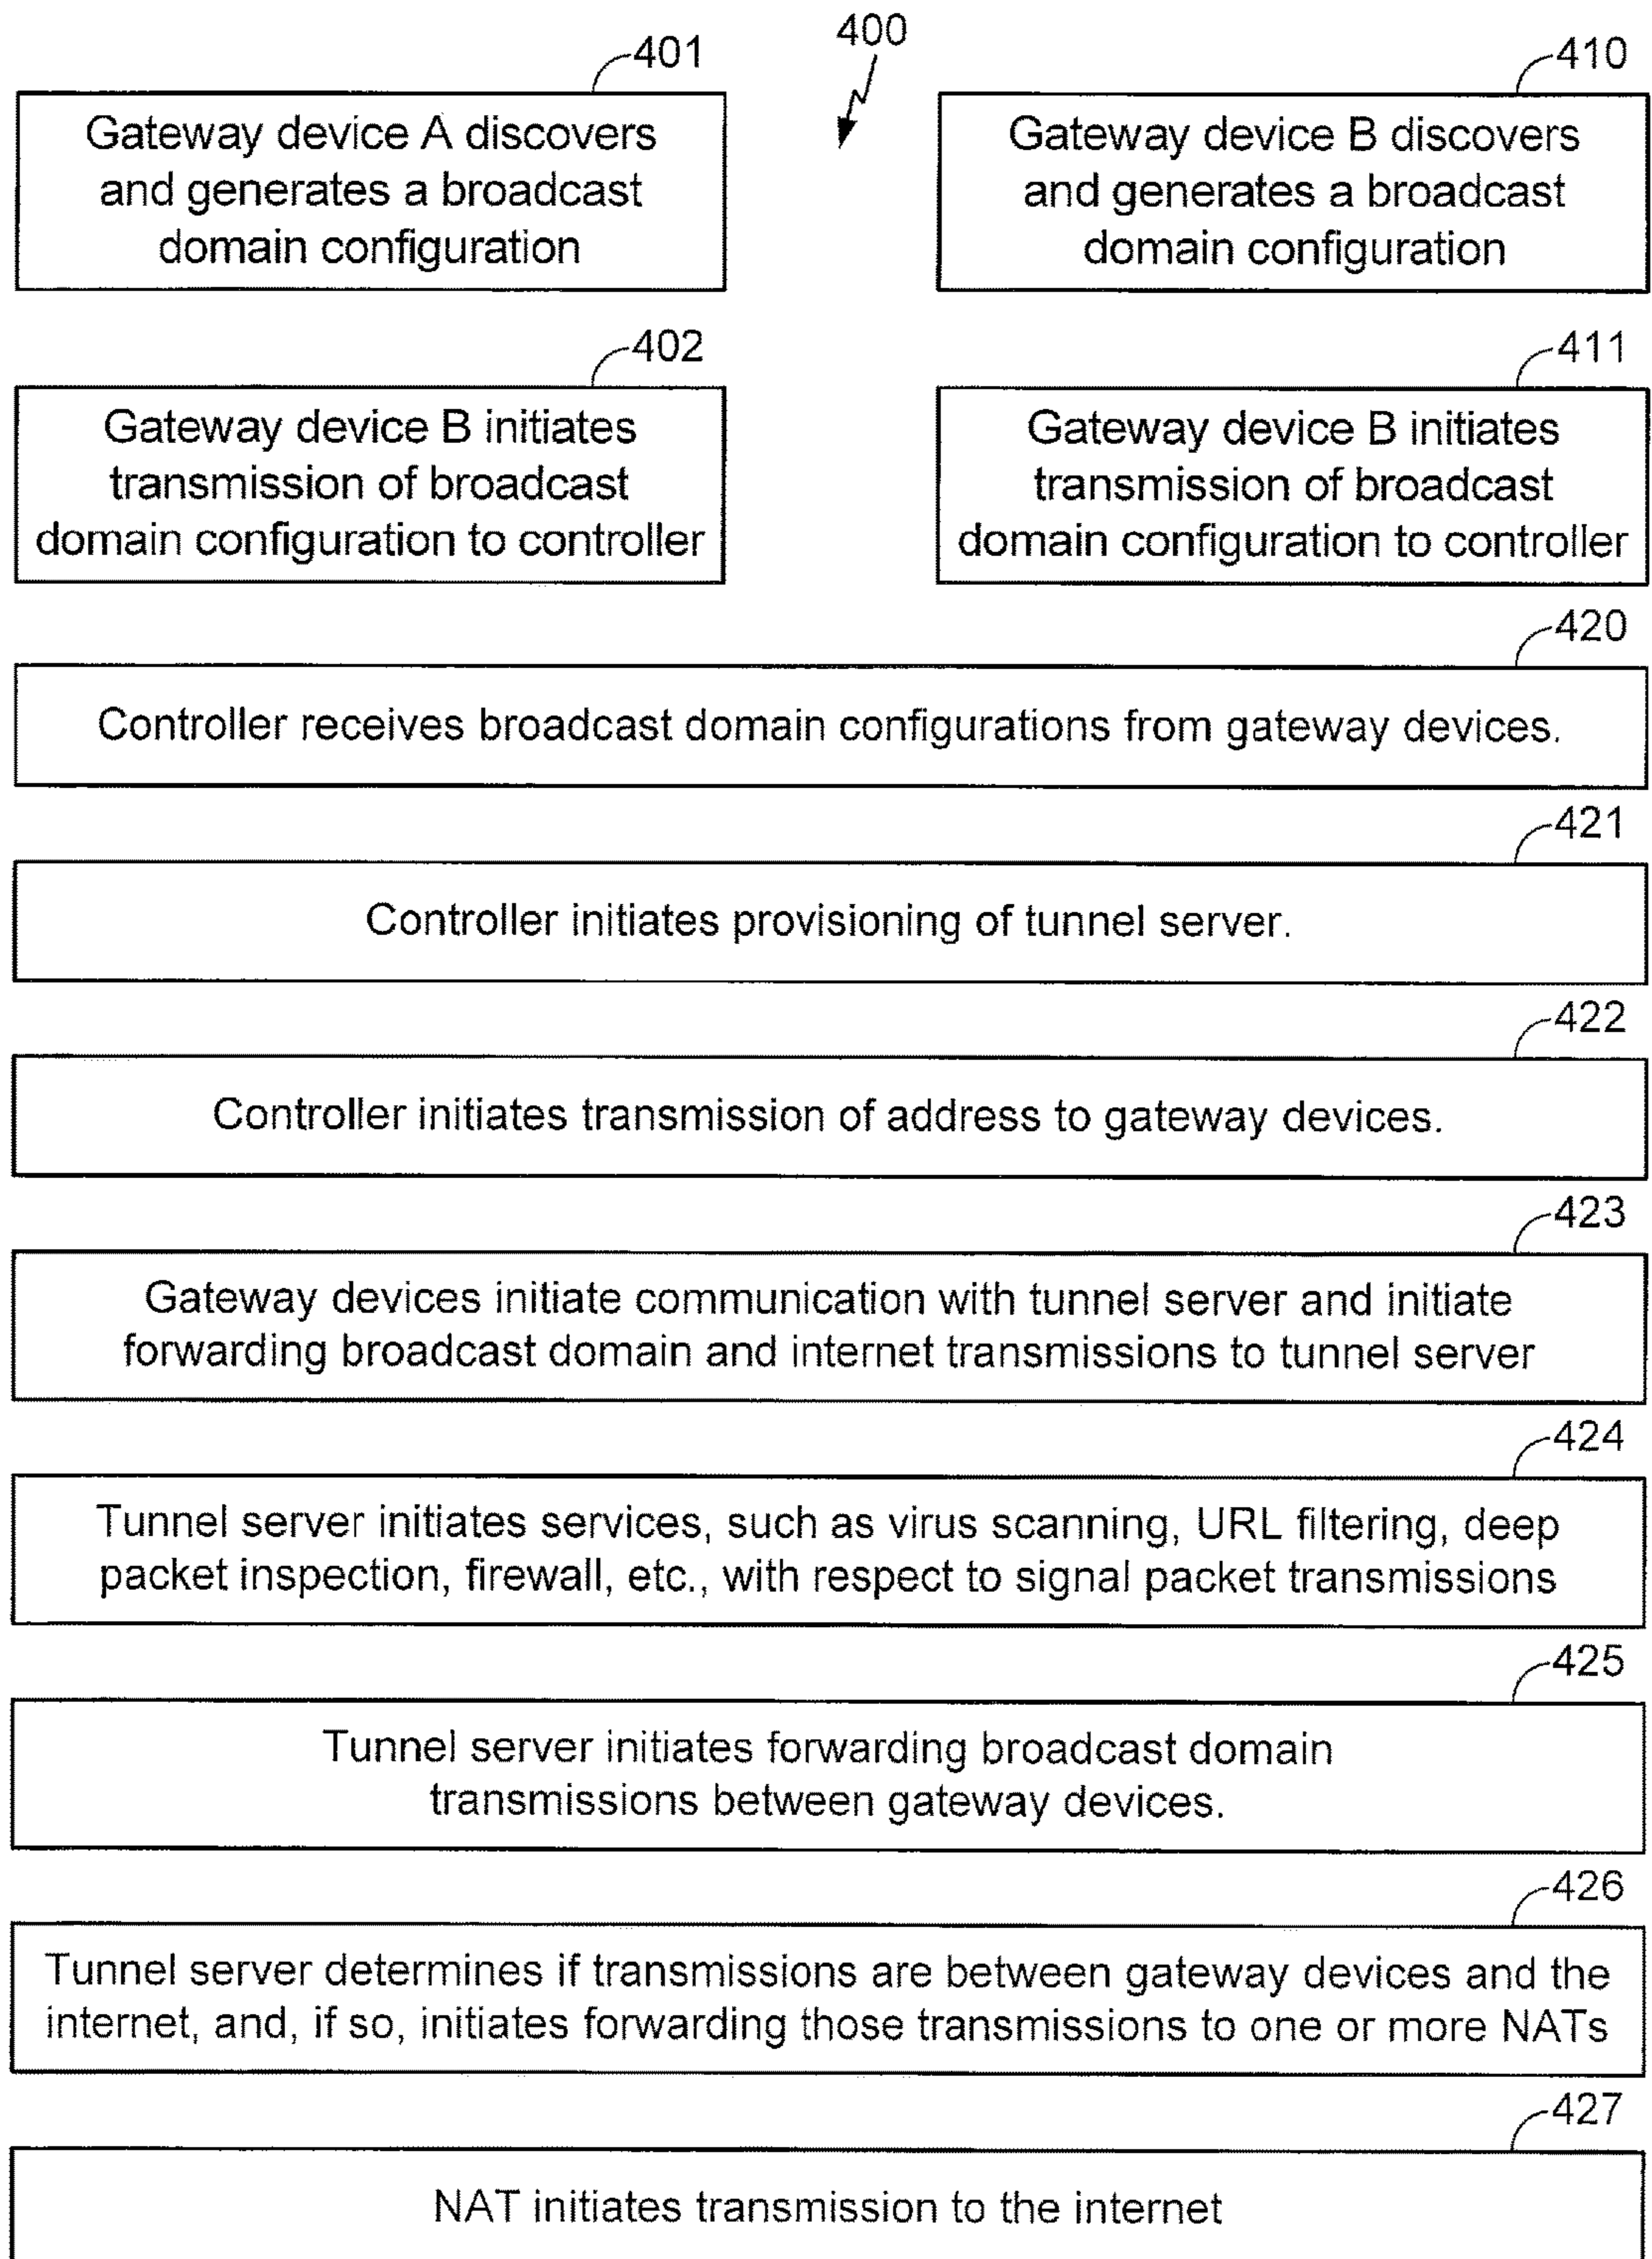 400
401
Gateway device A discovers
and generates a broadcast
domain configuration
410
Gateway device B discovers
and generates a broadcast
domain configuration
402
Gateway device B initiates
transmission of broadcast
domain configuration to controller
411
Gateway device B initiates
transmission of broadcast
domain configuration to controller
420
Controller receives broadcast domain configurations from gateway devices.
421
Controller initiates provisioning of tunnel server.
422
Controller initiates transmission of address to gateway devices.
423
Gateway devices initiate communication with tunnel server and initiate
forwarding broadcast domain and internet transmissions to tunnel server
424
Tunnel server initiates services, such as virus scanning, URL filtering, deep
packet inspection, firewall, etc., with respect to signal packet transmissions
425
Tunnel server initiates forwarding broadcast domain
transmissions between gateway devices.
426
Tunnel server determines if transmissions are between gateway devices and the
internet, and, if so, initiates forwarding those transmissions to one or more NATs
427
NAT initiates transmission to the internet